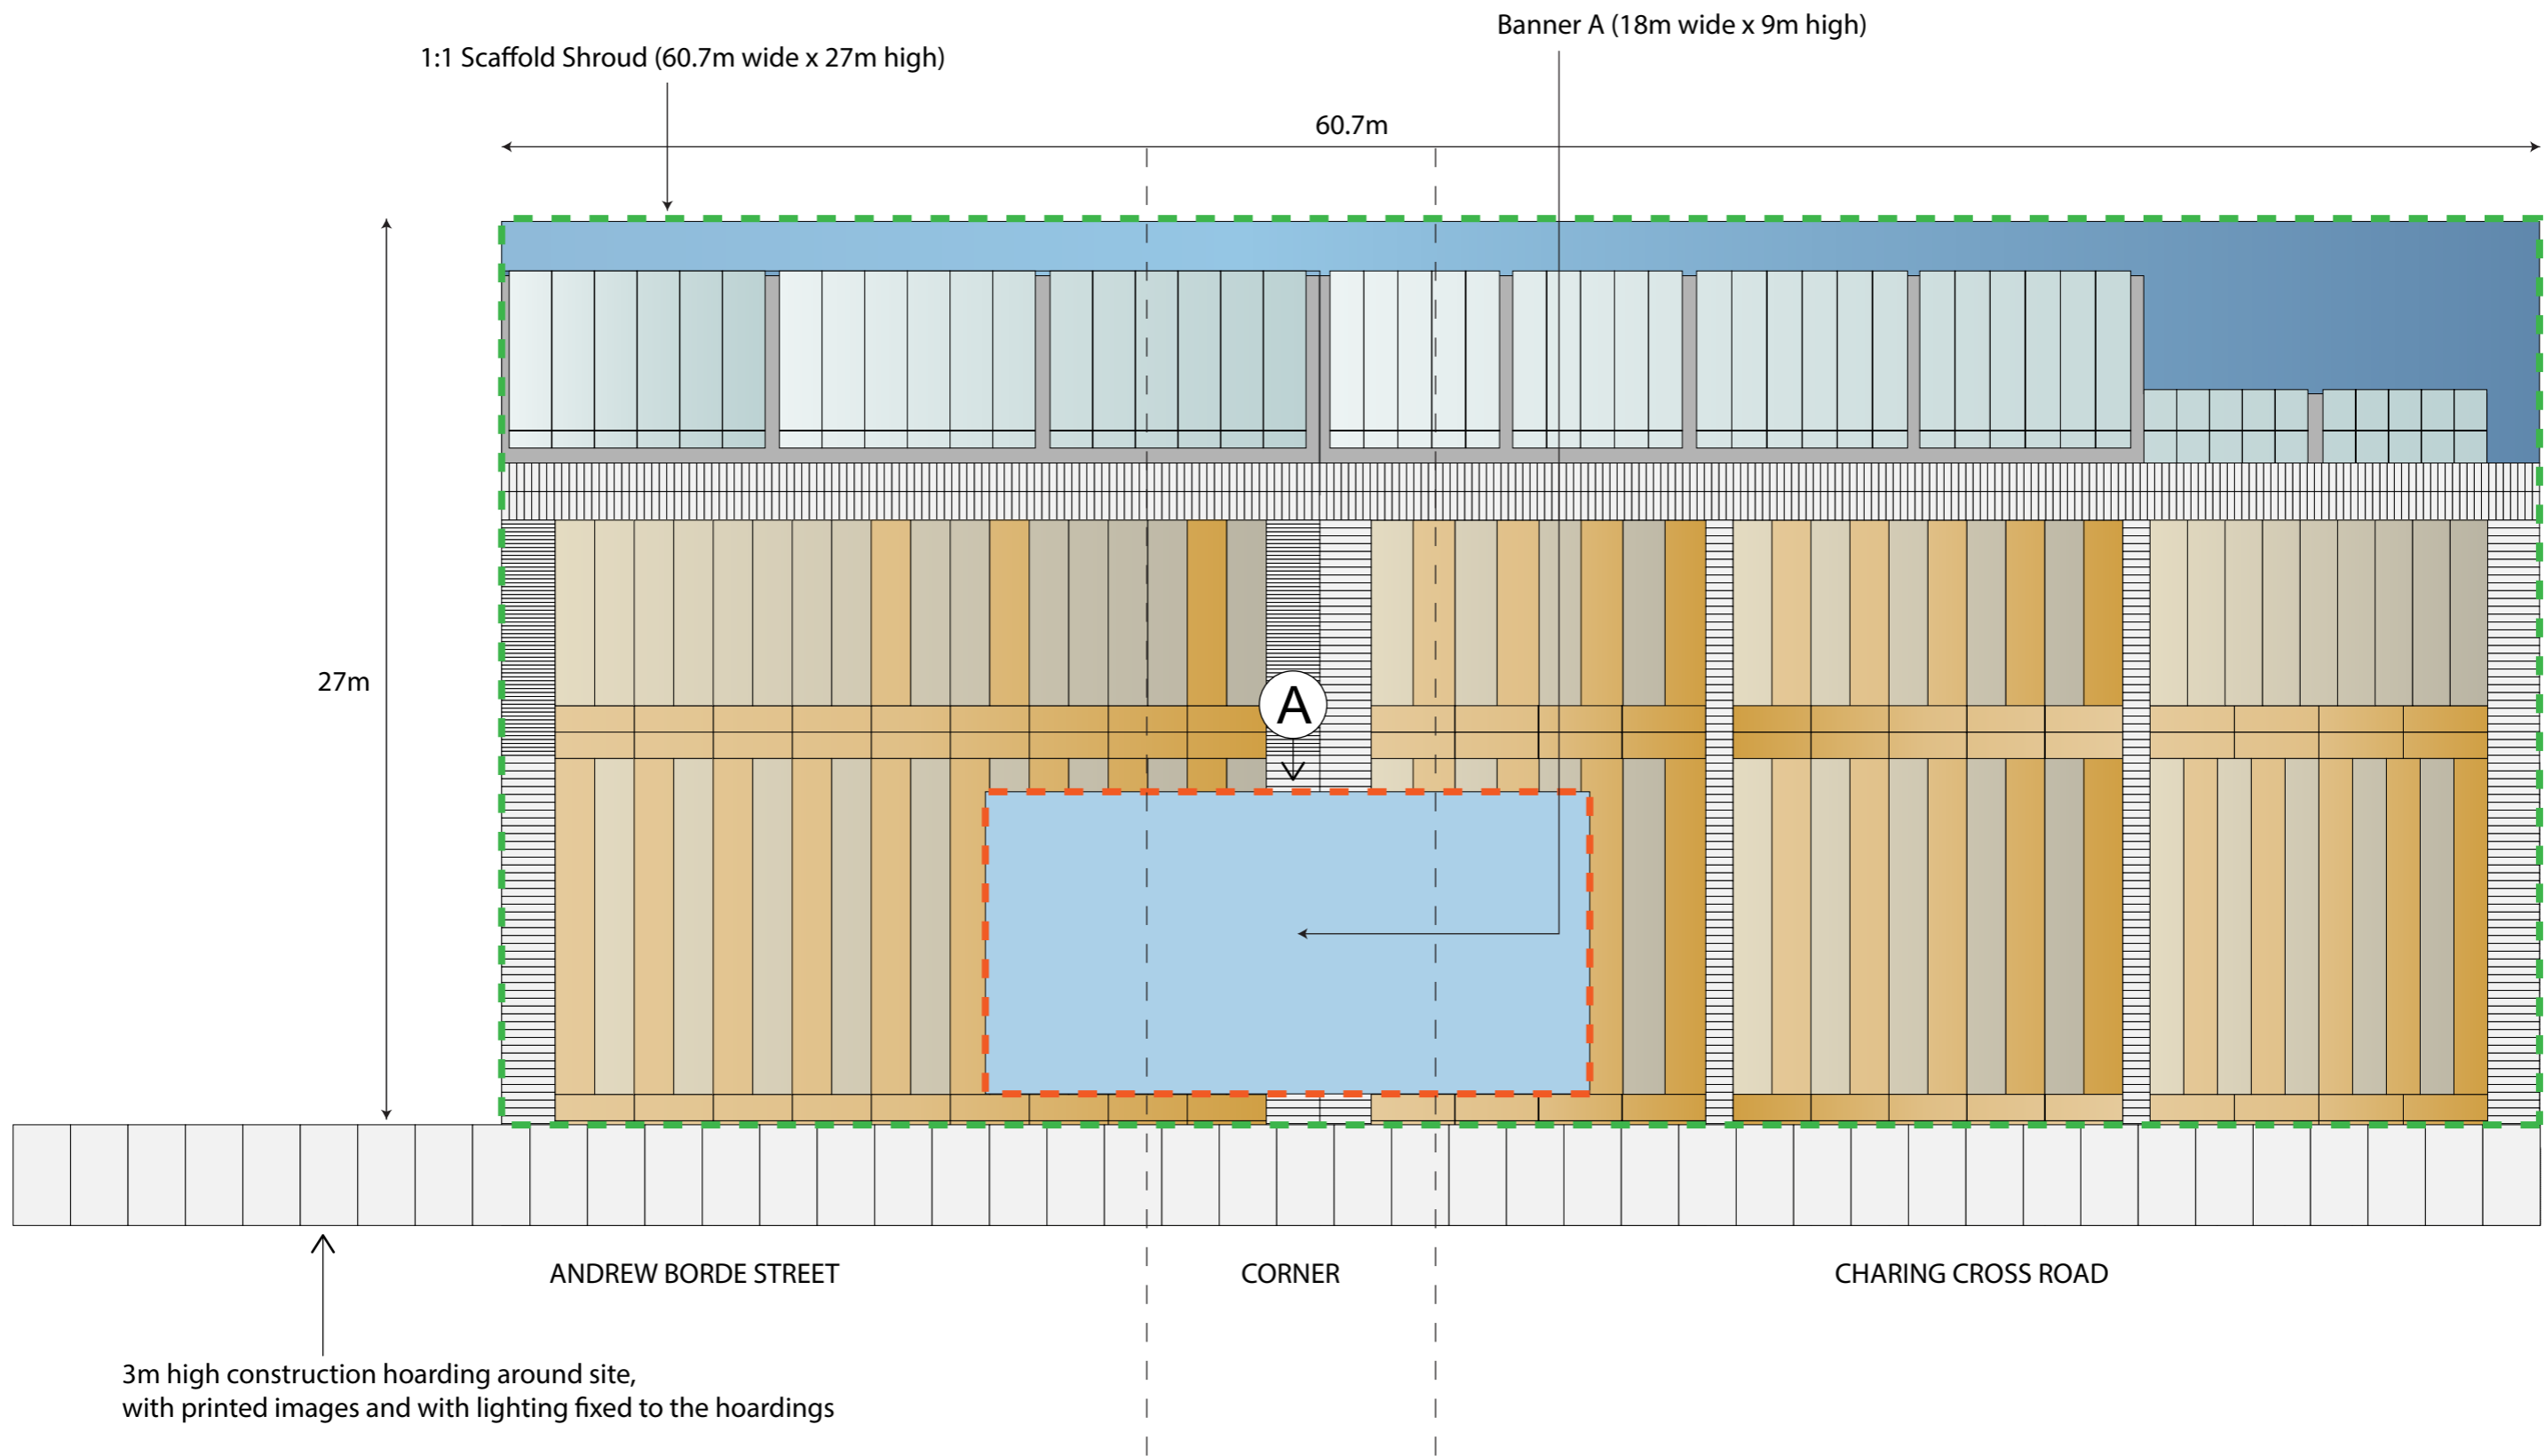 Banner A (18m wide x 9m high)
1:1 Scaffold Shroud (60.7m wide x 27m high)
60.7m
27m
A
ANDREW BORDE STREET
CORNER
CHARING CROSS ROAD
3m high construction hoarding around site,
with printed images and with lighting fixed to the hoardings